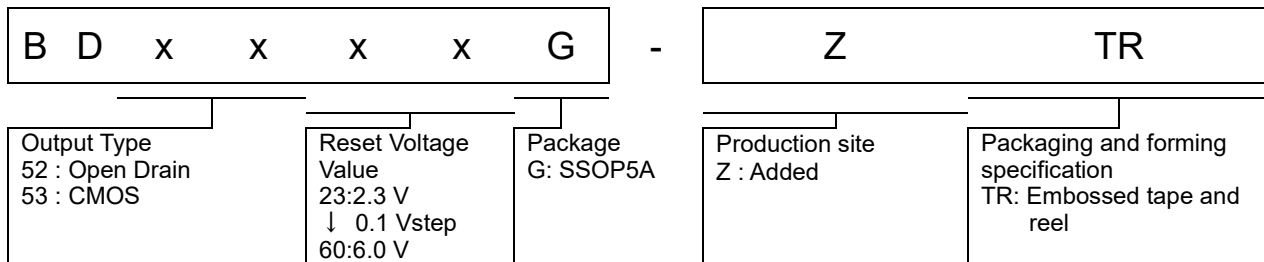 B D x x x x G - Z TR
Output Type
52 : Open Drain
53 : CMOS
Reset Voltage
Value
23:2.3 V
↓ 0.1 Vstep
60:6.0 V
Package
G: SSOP5A
Production site
Z : Added
Packaging and forming
specification
TR: Embossed tape and
reel